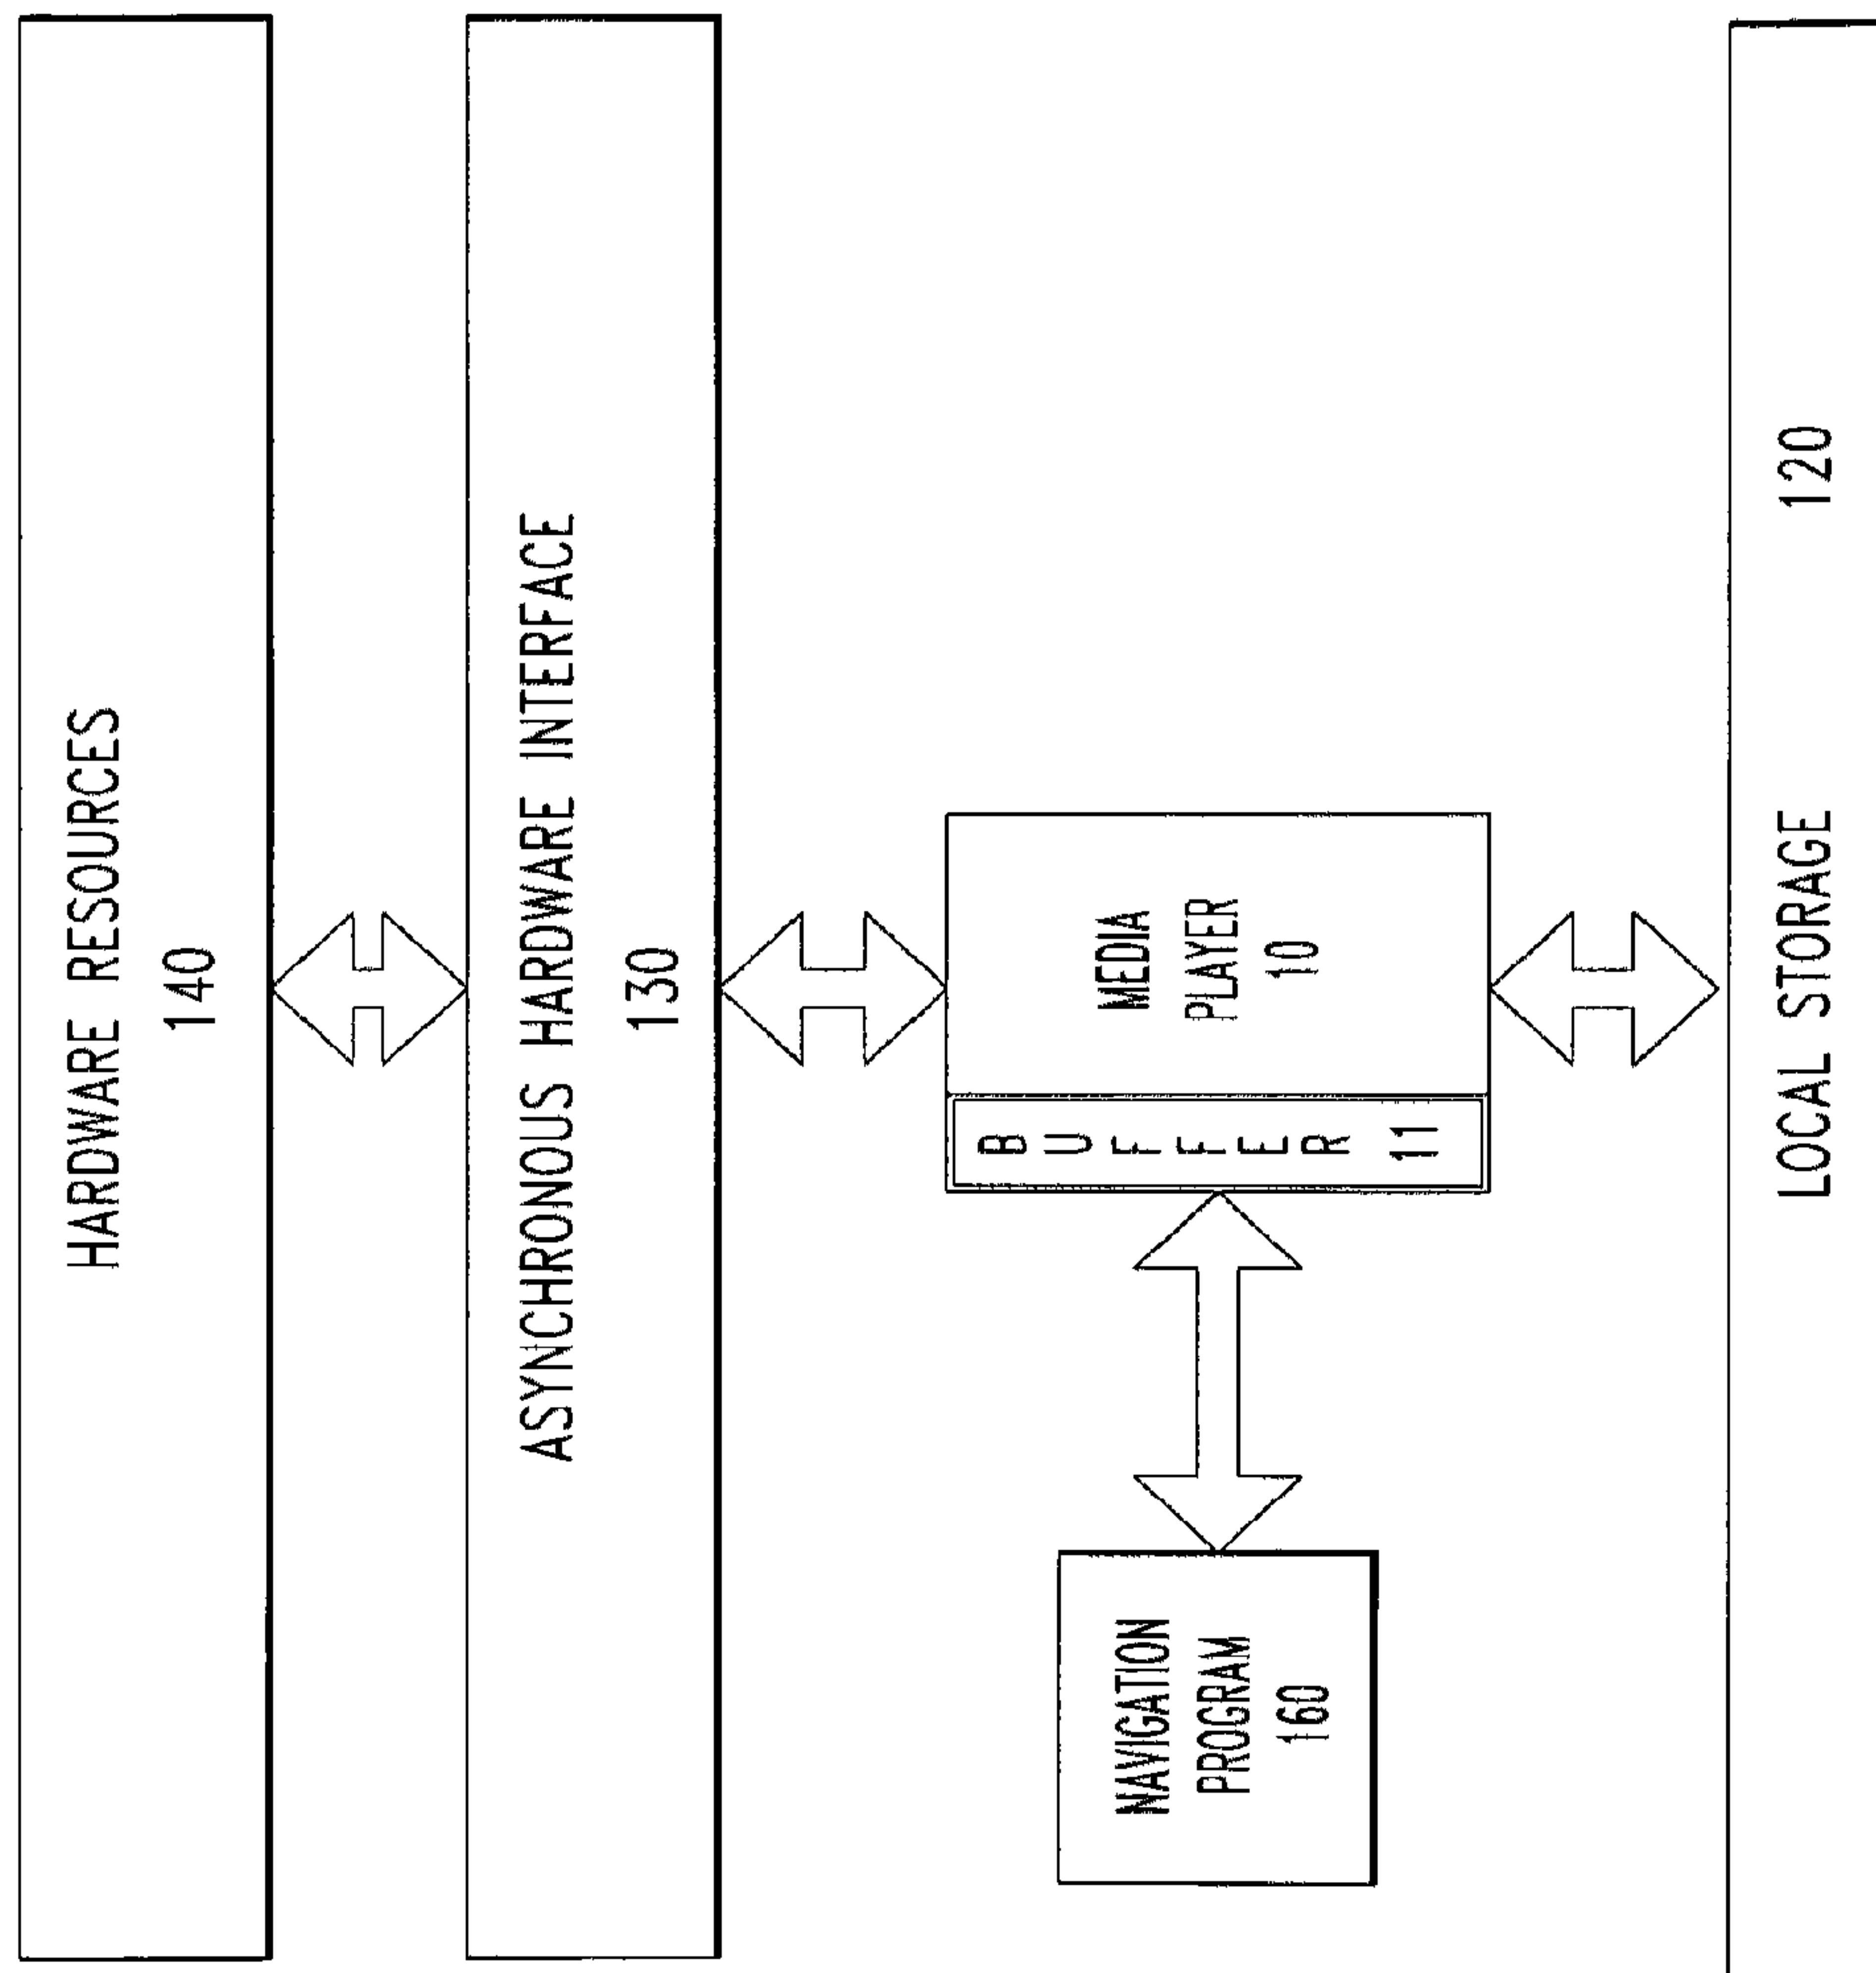 HARDWARE RESOURCES
140
ASYNCHRONOUS HARDWARE INTERFACE
130
NAVIGATION
PROGRAM
160
BUFFER 11
MEDIA
PLAYER
10
LOCAL STORAGE 120